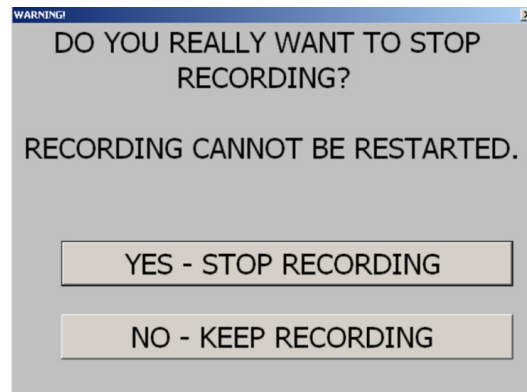 WARNING!
DO YOU REALLY WANT TO STOP
RECORDING?
RECORDING CANNOT BE RESTARTED.
YES - STOP RECORDING
NO - KEEP RECORDING